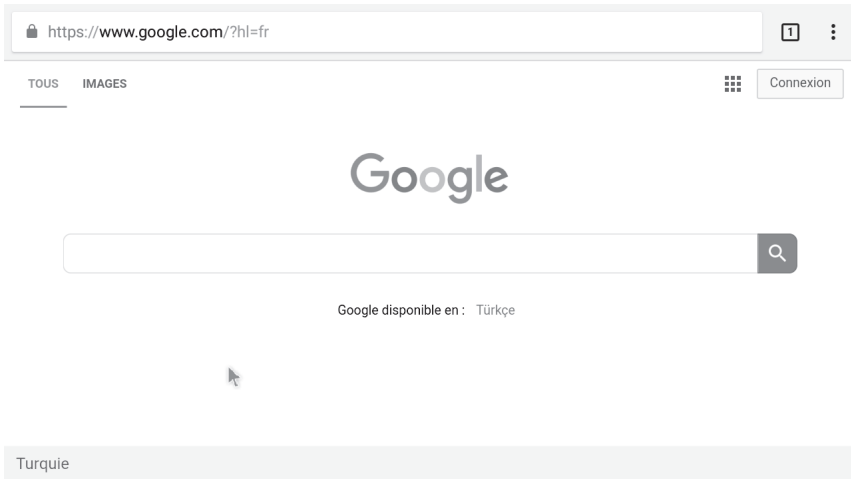 https://www.google.com/?hl=fr
1
TOUS IMAGES
Connexion
Google
Google disponible en : Türkçe
Turquie